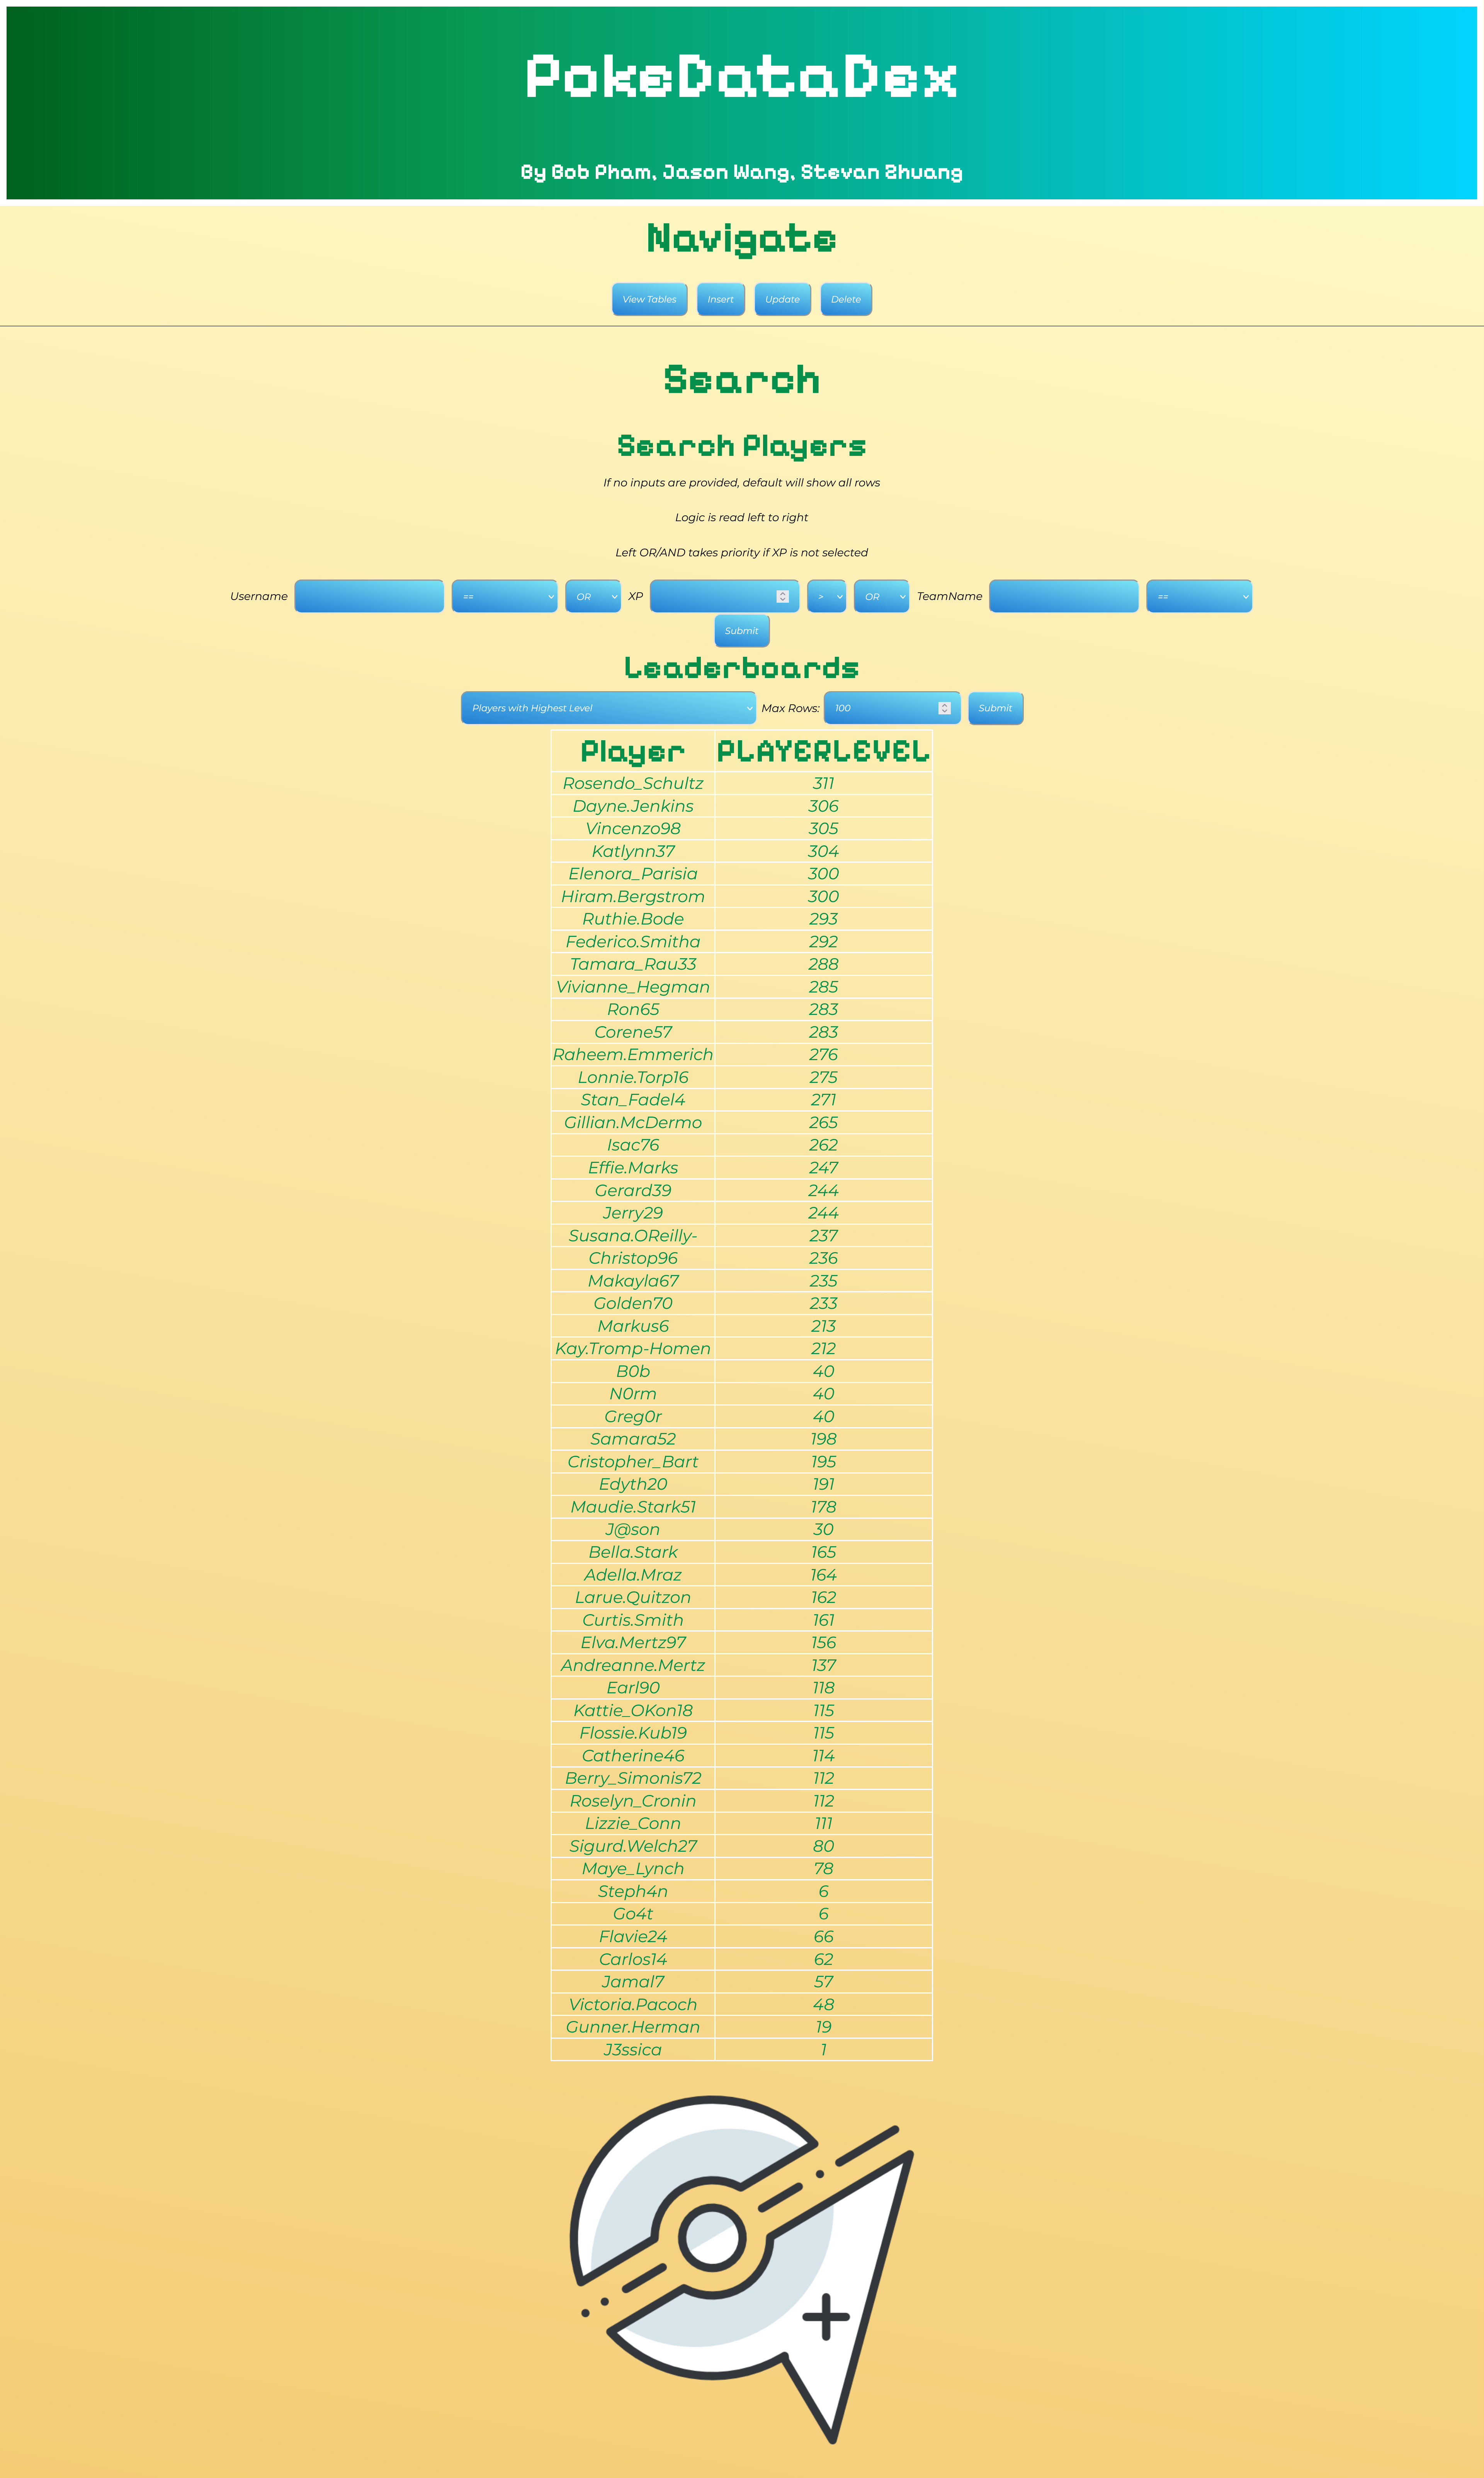 PokeDataDex
By Bob Pham, Jason Wang, Stevan Zhuang
Navigate
View Tables Insert Update Delete
Search
Search Players
If no inputs are provided, default will show all rows
Logic is read left to right
Left OR/AND takes priority if XP is not selected
Username == OR XP > OR TeamName ==
Submit
Leaderboards
Players with Highest Level Max Rows: 100 Submit
Player PLAYERLEVEL
Rosendo_Schultz 311
Dayne.Jenkins 306
Vincenzo98 305
Katlynn37 304
Elenora_Parisia 300
Hiram.Bergstrom 300
Ruthie.Bode 293
Federico.Smitha 292
Tamara_Rau33 288
Vivianne_Hegman 285
Ron65 283
Corene57 283
Raheem.Emmerich 276
Lonnie.Torp16 275
Stan_Fadel4 271
Gillian.McDermo 265
Isac76 262
Effie.Marks 247
Gerard39 244
Jerry29 244
Susana.OReilly- 237
Christop96 236
Makayla67 235
Golden70 233
Markus6 213
Kay.Tromp-Homen 212
B0b 40
N0rm 40
Greg0r 40
Samara52 198
Cristopher_Bart 195
Edyth20 191
Maudie.Stark51 178
J@son 30
Bella.Stark 165
Adella.Mraz 164
Larue.Quitzon 162
Curtis.Smith 161
Elva.Mertz97 156
Andreanne.Mertz 137
Earl90 118
Kattie_OKon18 115
Flossie.Kub19 115
Catherine46 114
Berry_Simonis72 112
Roselyn_Cronin 112
Lizzie_Conn 111
Sigurd.Welch27 80
Maye_Lynch 78
Steph4n 6
Go4t 6
Flavie24 66
Carlos14 62
Jamal7 57
Victoria.Pacoch 48
Gunner.Herman 19
J3ssica 1